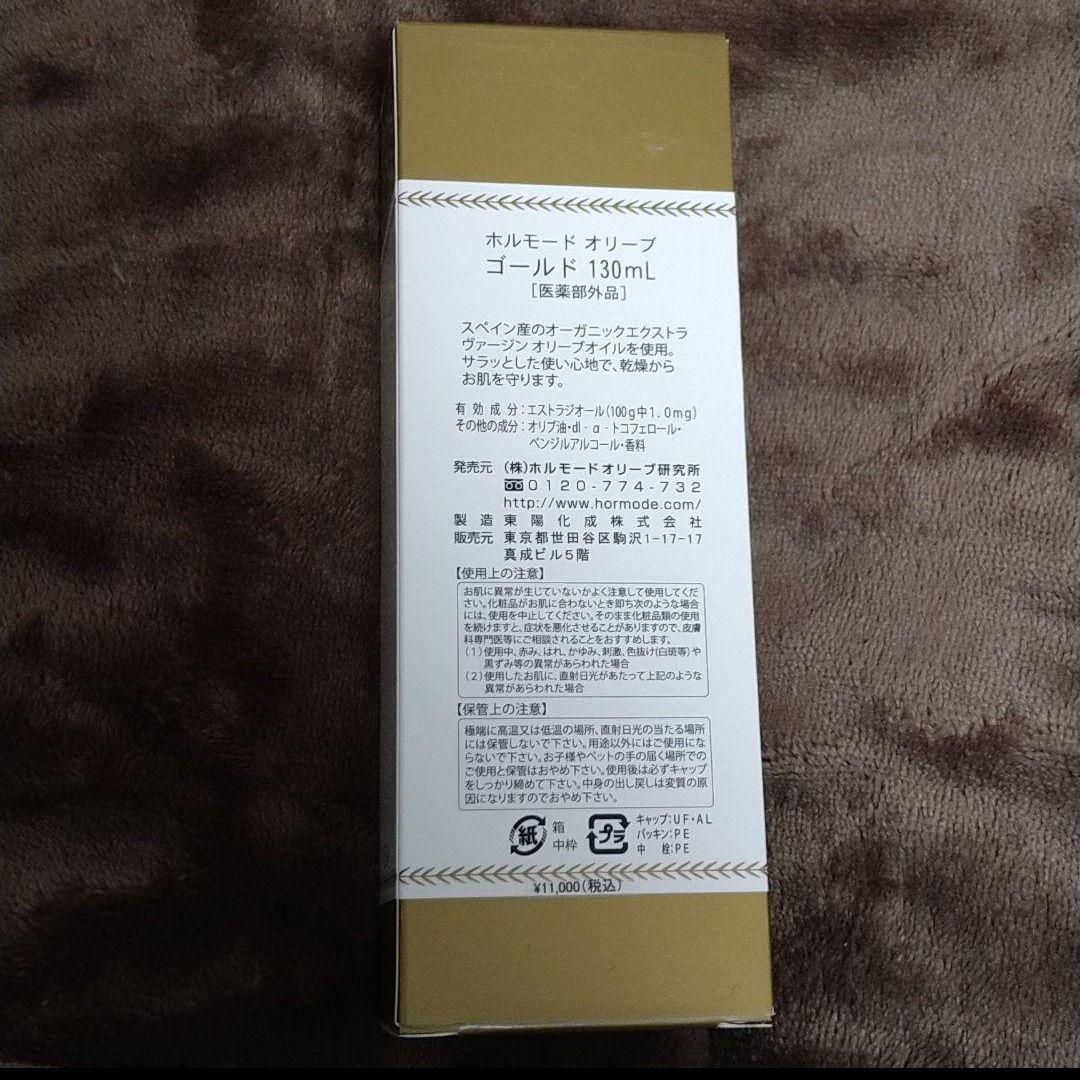 ホルモード オリーブ
ゴールド 130mL
[医薬部外品]
スペイン産のオーガニックエクストラ
ヴァージン オリーブオイルを使用。
サラッとした使い心地で、乾燥から
お肌を守ります。
有効成分:エストラジオール(100g中1.0mg)
その他の成分:オリブ油・dl‐α‐トコフェロール・
ベンジルアルコール・香料
発売元 (株)ホルモードオリーブ研究所
0120-774-732
http://www.hormode.com/
製造 東陽化成株式会社
販売元 東京都世田谷区駒沢1-17-17
真成ビル5階
【使用上の注意】
お肌に異常が生じていないかよく注意して使用してくだ
さい。化粧品がお肌に合わないとき即ち次のような場合
には、使用を中止してください。そのまま化粧品類の使用
を続けますと、症状を悪化させることがありますので、皮膚
科専門医等にご相談されることをおすすめします。
(1)使用中、赤み、はれ、かゆみ、刺激、色抜け(白斑等)や
黒ずみ等の異常があらわれた場合
(2)使用したお肌に、直射日光があたって上記のような
異常があらわれた場合
【保管上の注意】
極端に高温又は低温の場所、直射日光の当たる場所
には保管しないで下さい。用途以外にはご使用にな
らないで下さい。お子様やペットの手の届く場所での
ご使用と保管はおやめ下さい。使用後は必ずキャップ
をしっかり締めて下さい。中身の出し戻しは変質の原
因になりますのでおやめ下さい。
紙 箱 中枠
プラ キャップ:UF・AL
パッキン:PE
中 栓:PE
¥11,000(税込)